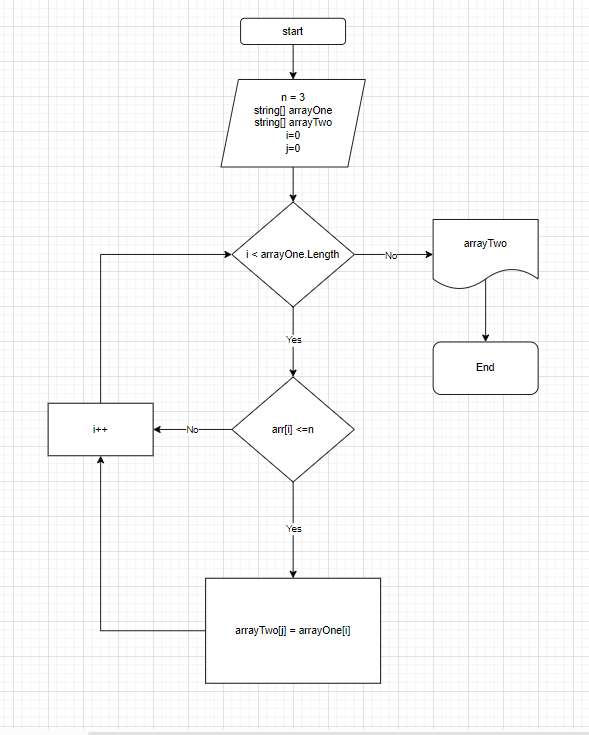 start
n = 3
string[] arrayOne
string[] arrayTwo
i=0
j=0
i < arrayOne.Length
No
arrayTwo
Yes
End
arr[i] <=n
No
i++
Yes
arrayTwo[j] = arrayOne[i]